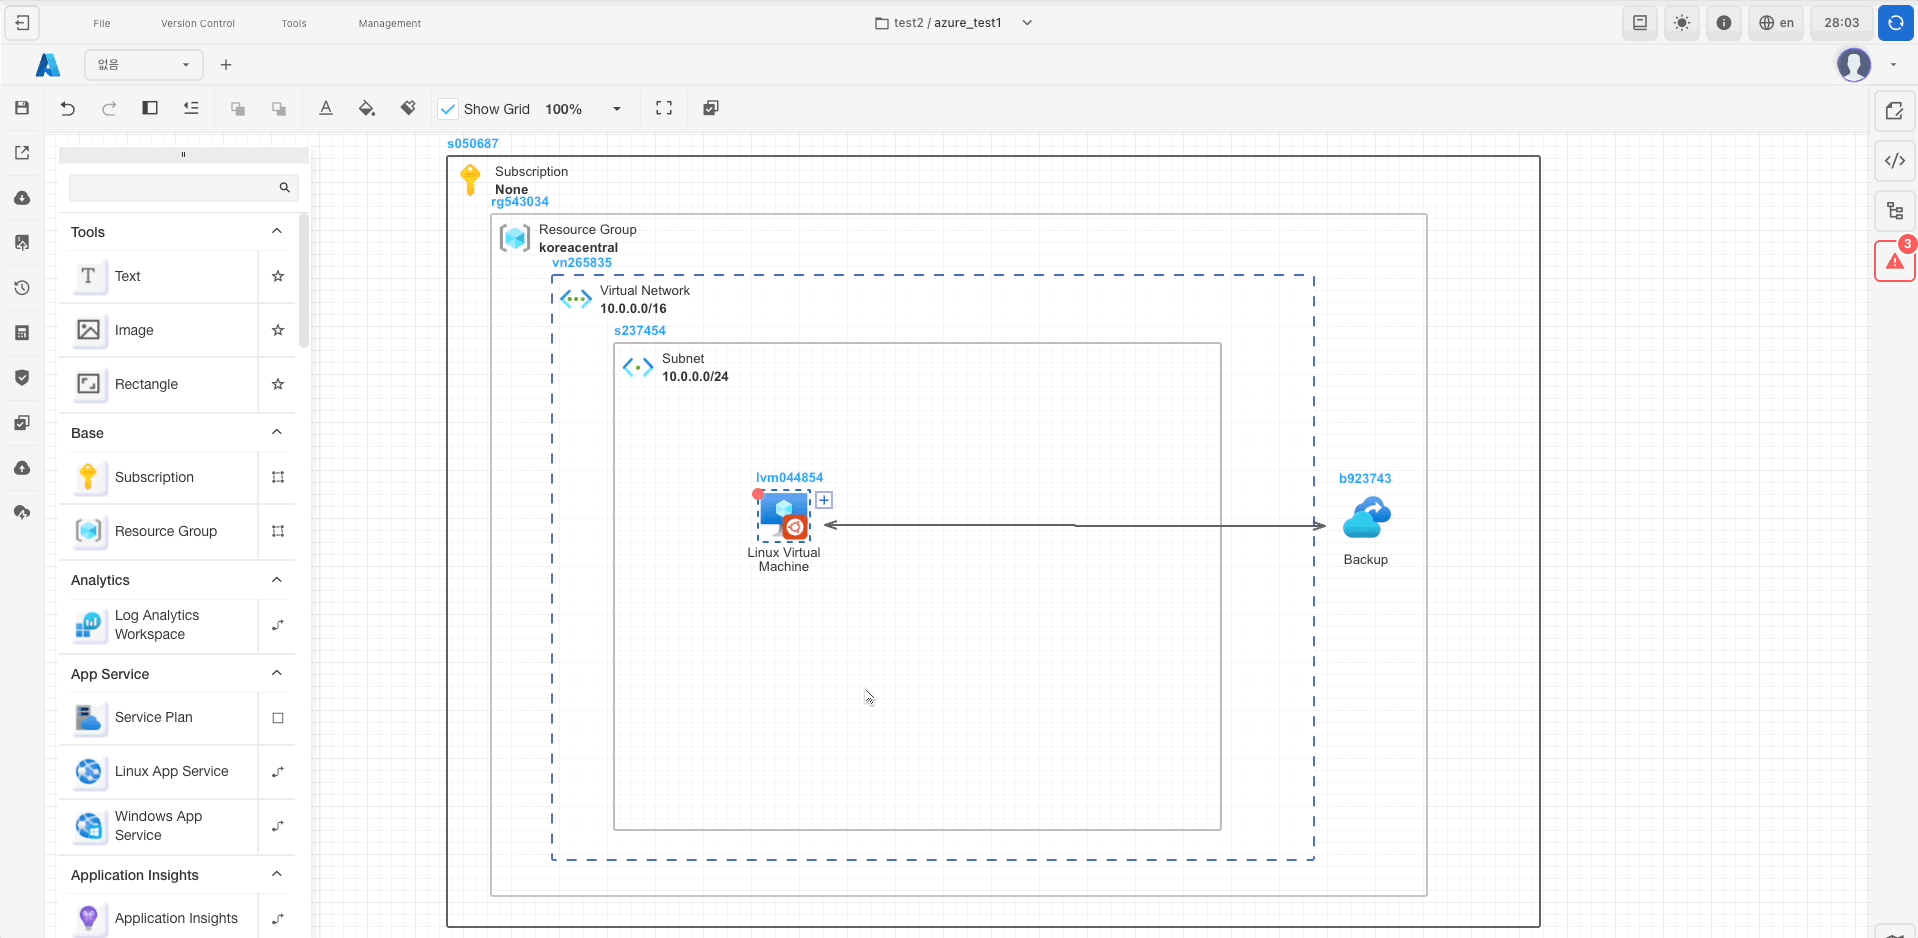 File
Version Control
Tools
Management
test2 / azure_test1
en
28:03
없음
Show Grid
100%
3
Tools
Text
Image
Rectangle
Base
Subscription
Resource Group
Analytics
Log Analytics
Workspace
App Service
Service Plan
Linux App Service
Windows App
Service
Application Insights
Application Insights
s050687
Subscription
None
rg543034
Resource Group
koreacentral
vn265835
Virtual Network
10.0.0.0/16
s237454
Subnet
10.0.0.0/24
lvm044854
Linux Virtual
Machine
b923743
Backup